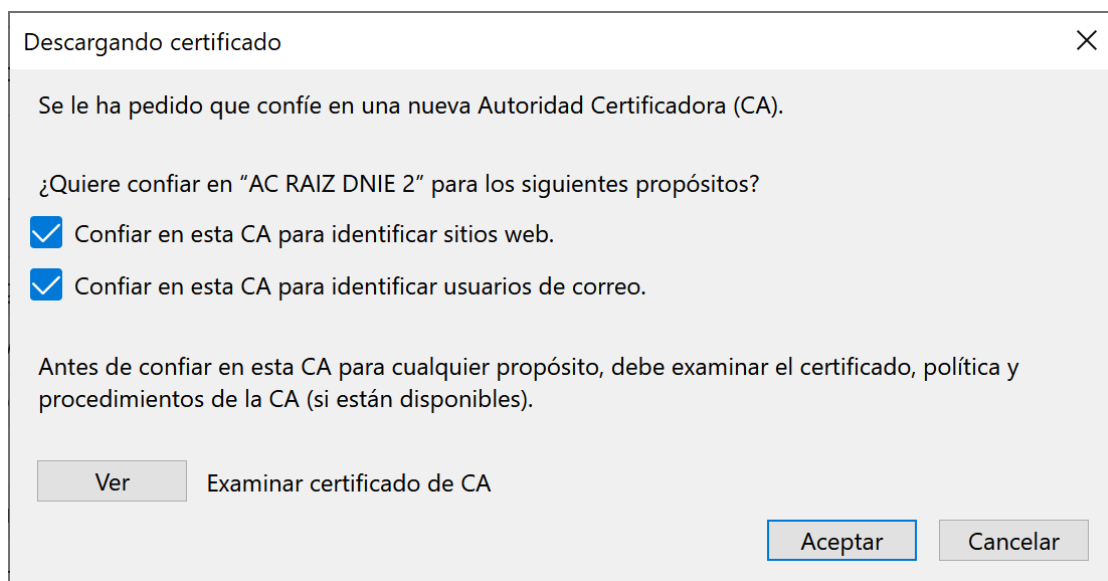 Descargando certificado
Se le ha pedido que confíe en una nueva Autoridad Certificadora (CA).
¿Quiere confiar en “AC RAIZ DNIE 2” para los siguientes propósitos?
Confiar en esta CA para identificar sitios web.
Confiar en esta CA para identificar usuarios de correo.
Antes de confiar en esta CA para cualquier propósito, debe examinar el certificado, política y
procedimientos de la CA (si están disponibles).
Ver Examinar certificado de CA
Aceptar Cancelar